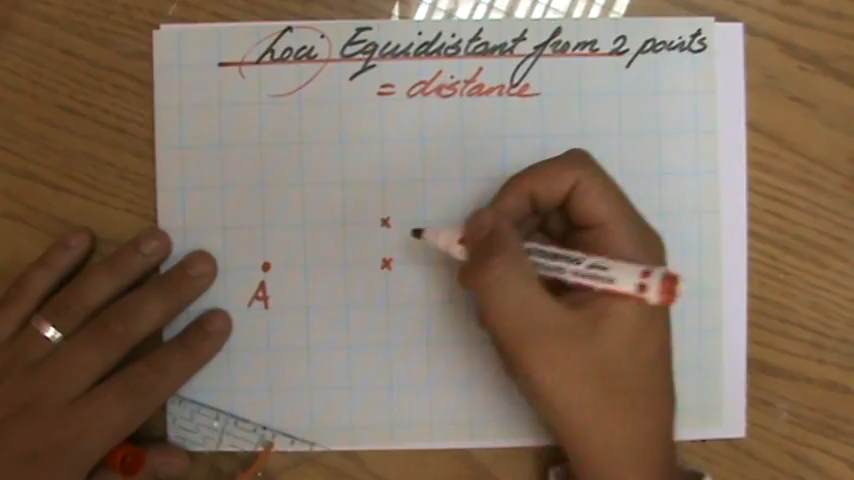 Loci Equidistant from 2 points
= distance
x
x
A